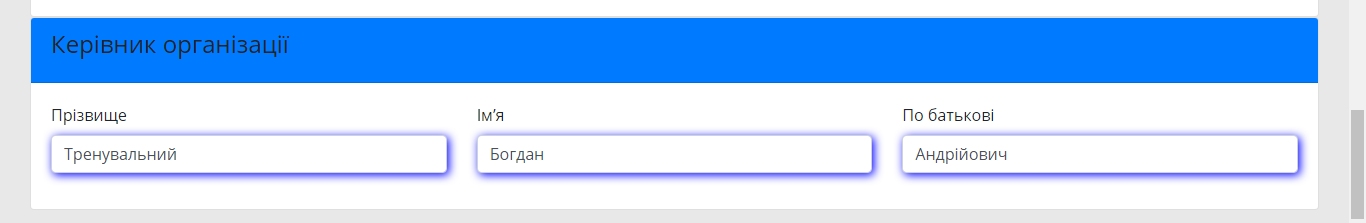 Керівник організації
Прізвище Ім’я По батькові
Тренувальний Богдан Андрійович